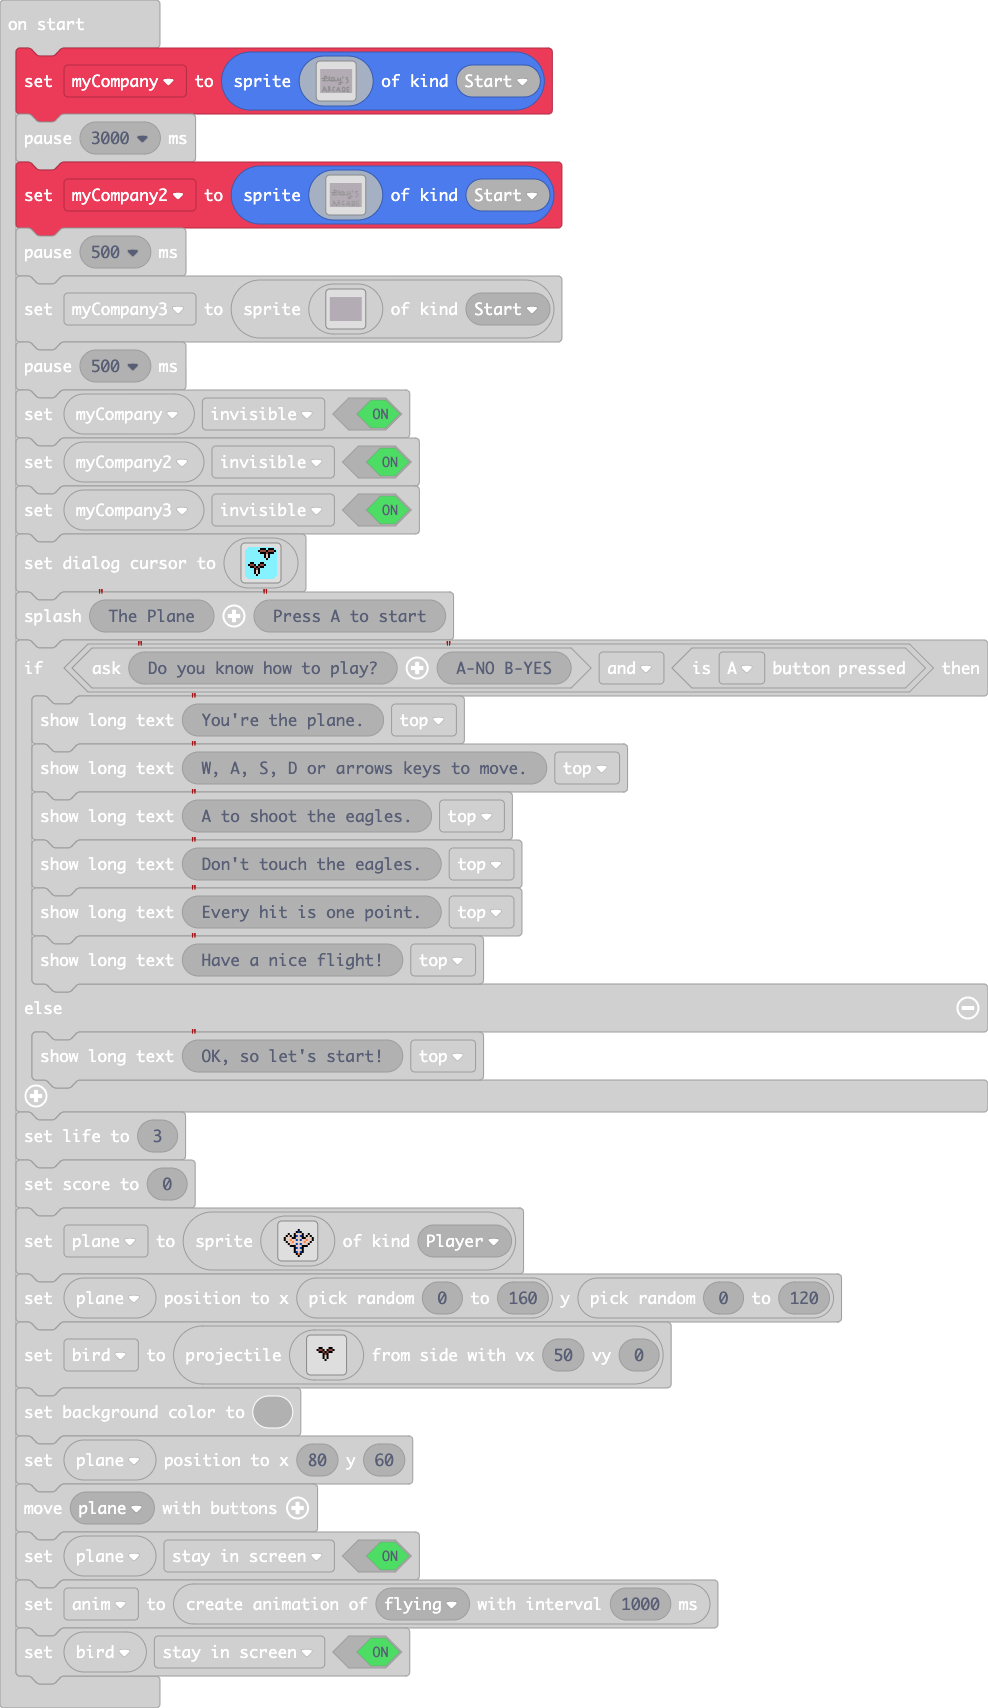 on start
set myCompany to sprite ARCADE of kind Start
pause 3000 ms
set myCompany2 to sprite ARCADE of kind Start
pause 500 ms
set myCompany3 to sprite of kind Start
pause 500 ms
set myCompany invisible ON
set myCompany2 invisible ON
set myCompany3 invisible ON
set dialog cursor to
splash " The Plane " Press A to start
if ask " Do you know how to play? " A-NO B-YES and is A button pressed then
show long text " You're the plane. top
show long text " W, A, S, D or arrows keys to move. top
show long text " A to shoot the eagles. top
show long text " Don't touch the eagles. top
show long text " Every hit is one point. top
show long text " Have a nice flight! top
else
show long text " OK, so let's start! top
set life to 3
set score to 0
set plane to sprite of kind Player
set plane position to x pick random 0 to 160 y pick random 0 to 120
set bird to projectile from side with vx 50 vy 0
set background color to
set plane position to x 80 y 60
move plane with buttons
set plane stay in screen ON
set anim to create animation of flying with interval 1000 ms
set bird stay in screen ON